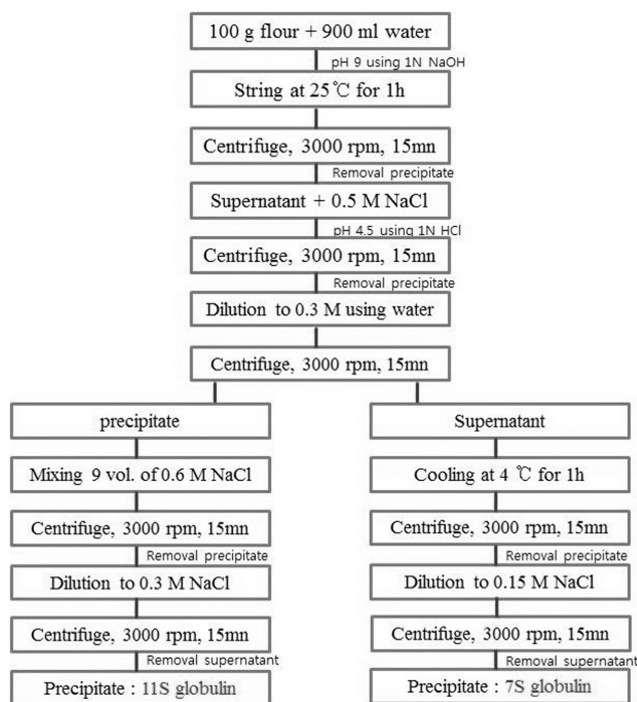 100 g flour + 900 ml water
pH 9 using 1N NaOH
String at 25℃ for 1h
Centrifuge, 3000 rpm, 15mn
Removal precipitate
Supernatant + 0.5 M NaCl
pH 4.5 using 1N HCl
Centrifuge, 3000 rpm, 15mn
Removal precipitate
Dilution to 0.3 M using water
Centrifuge, 3000 rpm, 15mn
precipitate
Mixing 9 vol. of 0.6 M NaCl
Centrifuge, 3000 rpm, 15mn
Removal precipitate
Dilution to 0.3 M NaCl
Centrifuge, 3000 rpm, 15mn
Removal supernatant
Precipitate : 11S globulin
Supernatant
Cooling at 4 ℃ for 1h
Centrifuge, 3000 rpm, 15mn
Removal precipitate
Dilution to 0.15 M NaCl
Centrifuge, 3000 rpm, 15mn
Removal supernatant
Precipitate : 7S globulin